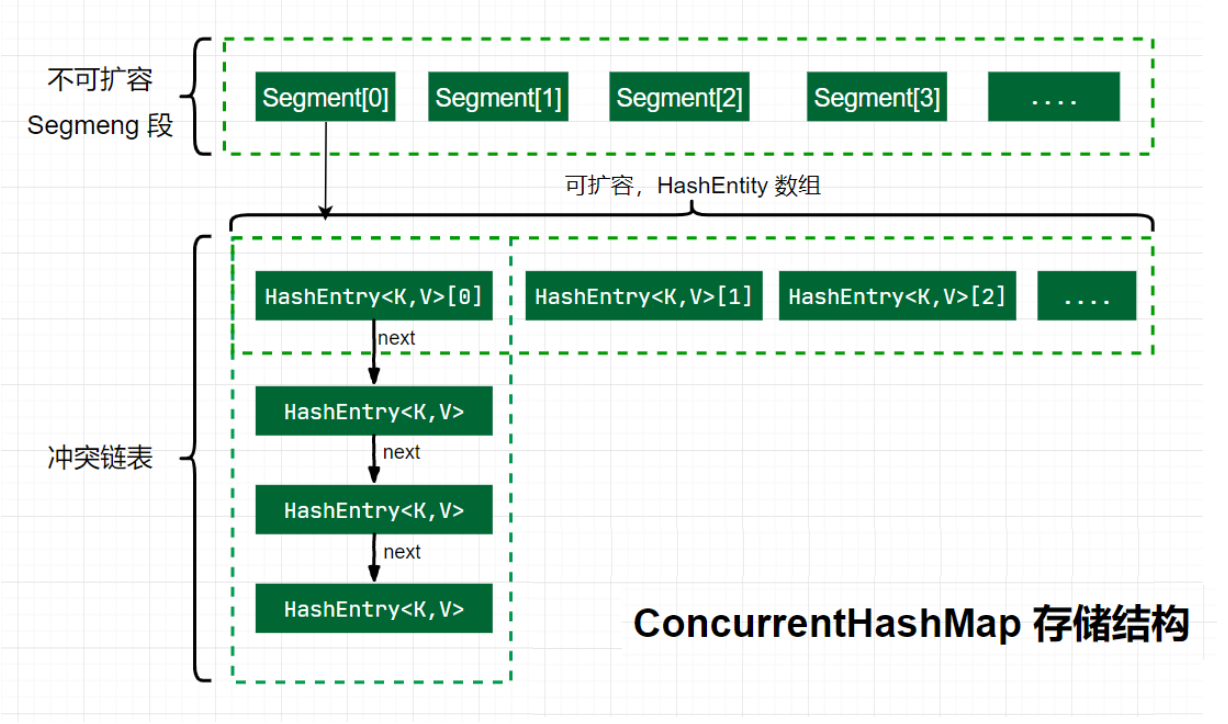 不可扩容
Segmeng 段
Segment[0]
Segment[1]
Segment[2]
Segment[3]
....
可扩容，HashEntity 数组
HashEntry<K,V>[0]
HashEntry<K,V>[1]
HashEntry<K,V>[2]
....
next
HashEntry<K,V>
next
冲突链表
HashEntry<K,V>
next
HashEntry<K,V>
ConcurrentHashMap 存储结构